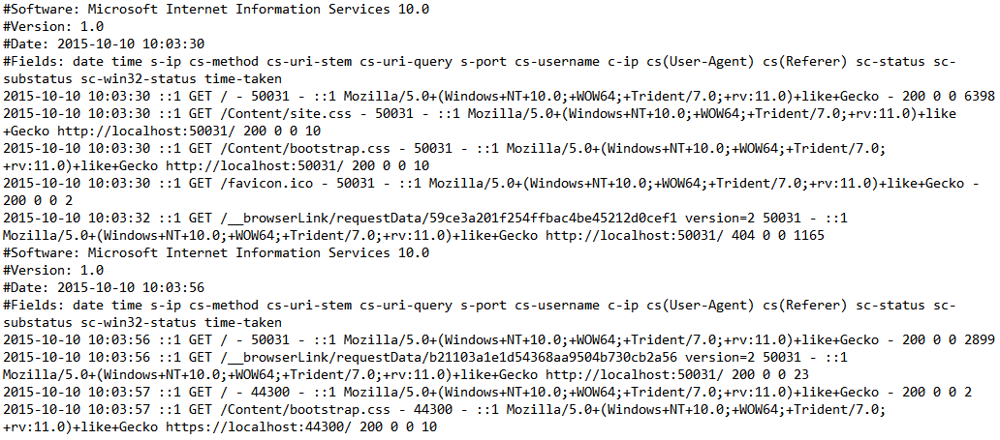 #Software: Microsoft Internet Information Services 10.0
#Version: 1.0
#Date: 2015-10-10 10:03:30
#Fields: date time s-ip cs-method cs-uri-stem cs-uri-query s-port cs-username c-ip cs(User-Agent) cs(Referer) sc-status sc-
substatus sc-win32-status time-taken
2015-10-10 10:03:30 ::1 GET / - 50031 - ::1 Mozilla/5.0+(Windows+NT+10.0;+WOW64;+Trident/7.0;+rv:11.0)+like+Gecko - 200 0 0 6398
2015-10-10 10:03:30 ::1 GET /Content/site.css - 50031 - ::1 Mozilla/5.0+(Windows+NT+10.0;+WOW64;+Trident/7.0;+rv:11.0)+like
+Gecko http://localhost:50031/ 200 0 0 10
2015-10-10 10:03:30 ::1 GET /Content/bootstrap.css - 50031 - ::1 Mozilla/5.0+(Windows+NT+10.0;+WOW64;+Trident/7.0;
+rv:11.0)+like+Gecko http://localhost:50031/ 200 0 0 10
2015-10-10 10:03:30 ::1 GET /favicon.ico - 50031 - ::1 Mozilla/5.0+(Windows+NT+10.0;+WOW64;+Trident/7.0;+rv:11.0)+like+Gecko -
200 0 0 2
2015-10-10 10:03:32 ::1 GET /__browserLink/requestData/59ce3a201f254ffbac4be45212d0cef1 version=2 50031 - ::1
Mozilla/5.0+(Windows+NT+10.0;+WOW64;+Trident/7.0;+rv:11.0)+like+Gecko http://localhost:50031/ 404 0 0 1165
#Software: Microsoft Internet Information Services 10.0
#Version: 1.0
#Date: 2015-10-10 10:03:56
#Fields: date time s-ip cs-method cs-uri-stem cs-uri-query s-port cs-username c-ip cs(User-Agent) cs(Referer) sc-status sc-
substatus sc-win32-status time-taken
2015-10-10 10:03:56 ::1 GET / - 50031 - ::1 Mozilla/5.0+(Windows+NT+10.0;+WOW64;+Trident/7.0;+rv:11.0)+like+Gecko - 200 0 0 2899
2015-10-10 10:03:56 ::1 GET /__browserLink/requestData/b21103a1e1d54368aa9504b730cb2a56 version=2 50031 - ::1
Mozilla/5.0+(Windows+NT+10.0;+WOW64;+Trident/7.0;+rv:11.0)+like+Gecko http://localhost:50031/ 200 0 0 23
2015-10-10 10:03:57 ::1 GET / - 44300 - ::1 Mozilla/5.0+(Windows+NT+10.0;+WOW64;+Trident/7.0;+rv:11.0)+like+Gecko - 200 0 0 2
2015-10-10 10:03:57 ::1 GET /Content/bootstrap.css - 44300 - ::1 Mozilla/5.0+(Windows+NT+10.0;+WOW64;+Trident/7.0;
+rv:11.0)+like+Gecko https://localhost:44300/ 200 0 0 10